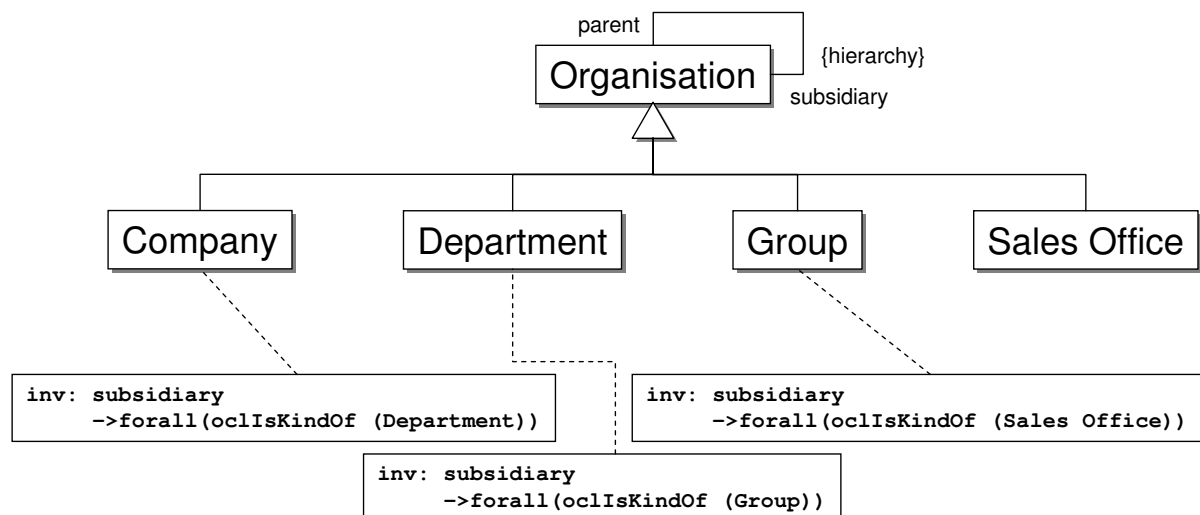 parent
Organisation
{hierarchy}
subsidiary
Company
Department
Group
Sales Office
inv: subsidiary
->forall(oclIsKindOf (Department))
inv: subsidiary
->forall(oclIsKindOf (Sales Office))
inv: subsidiary
->forall(oclIsKindOf (Group))